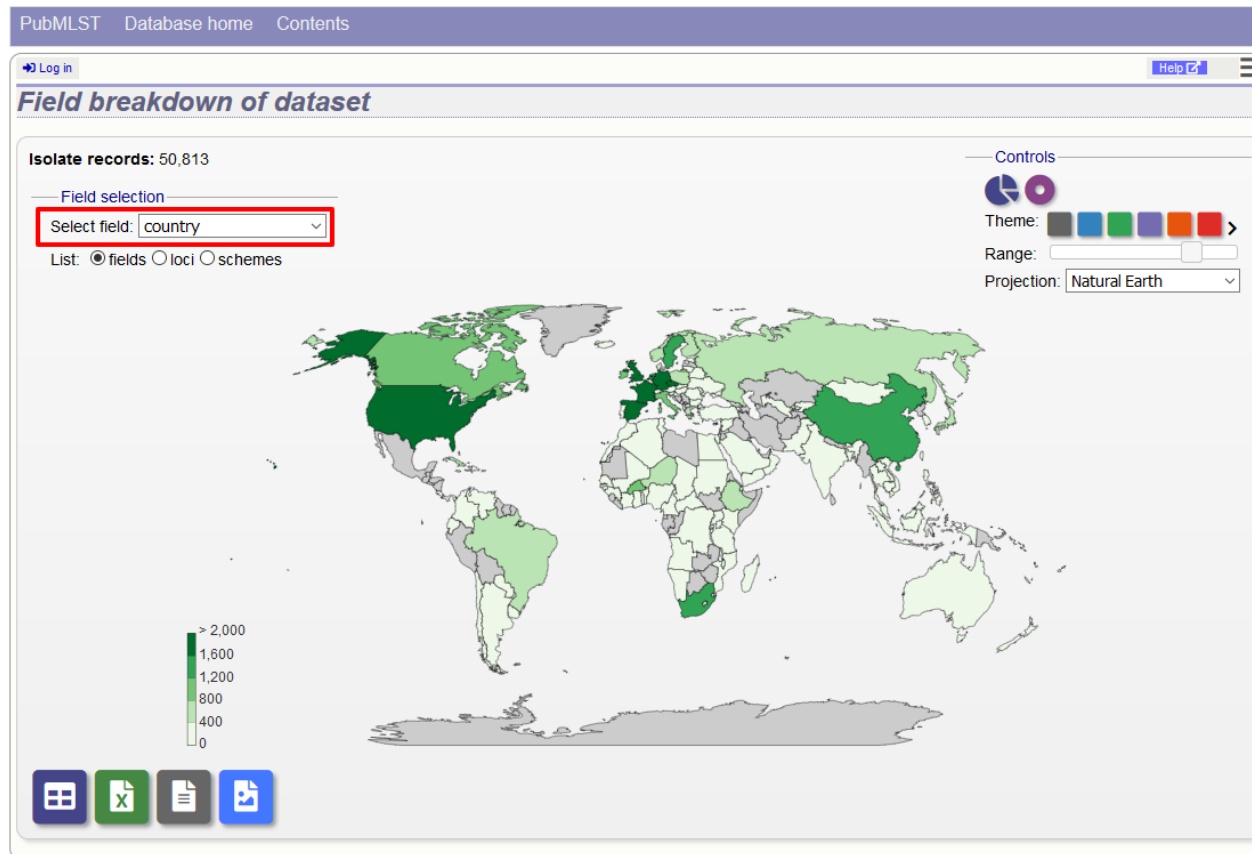 PubMLST Database home Contents
Log in
Help
Field breakdown of dataset
Isolate records: 50,813
Controls
Field selection
Select field: country
Theme:
List: fields loci schemes
Range:
Projection: Natural Earth
> 2,000
1,600
1,200
800
400
0
X